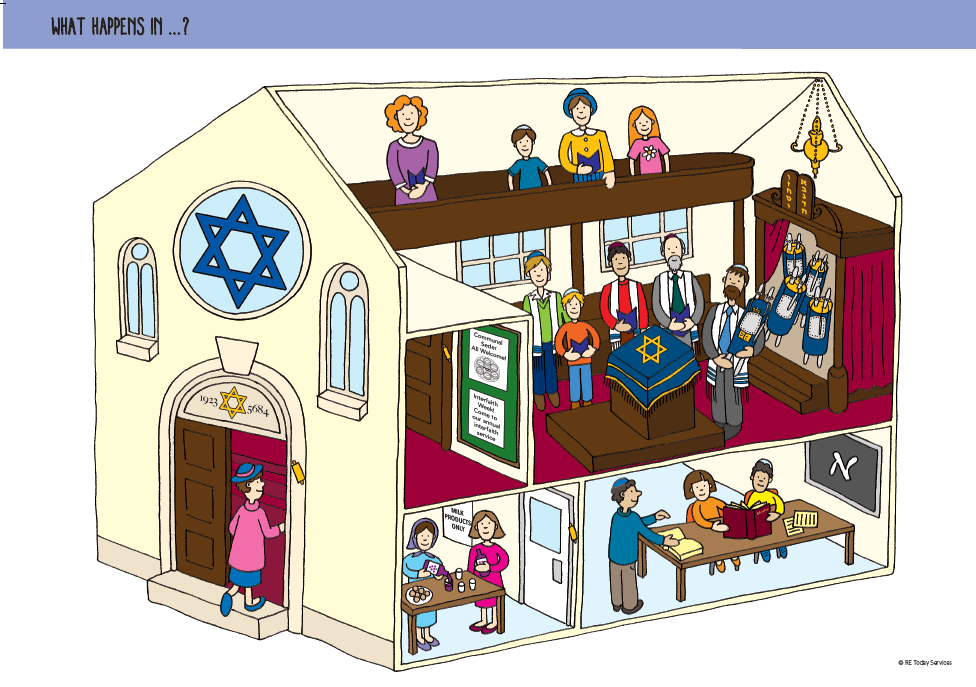 WHAT HAPPENS IN ...?
1923 5684
Communal
Seder
All Welcome!
Interfaith
Week!
Come to
our annual
interfaith
service
MILK
PRODUCTS
ONLY
א
© RE Today Services